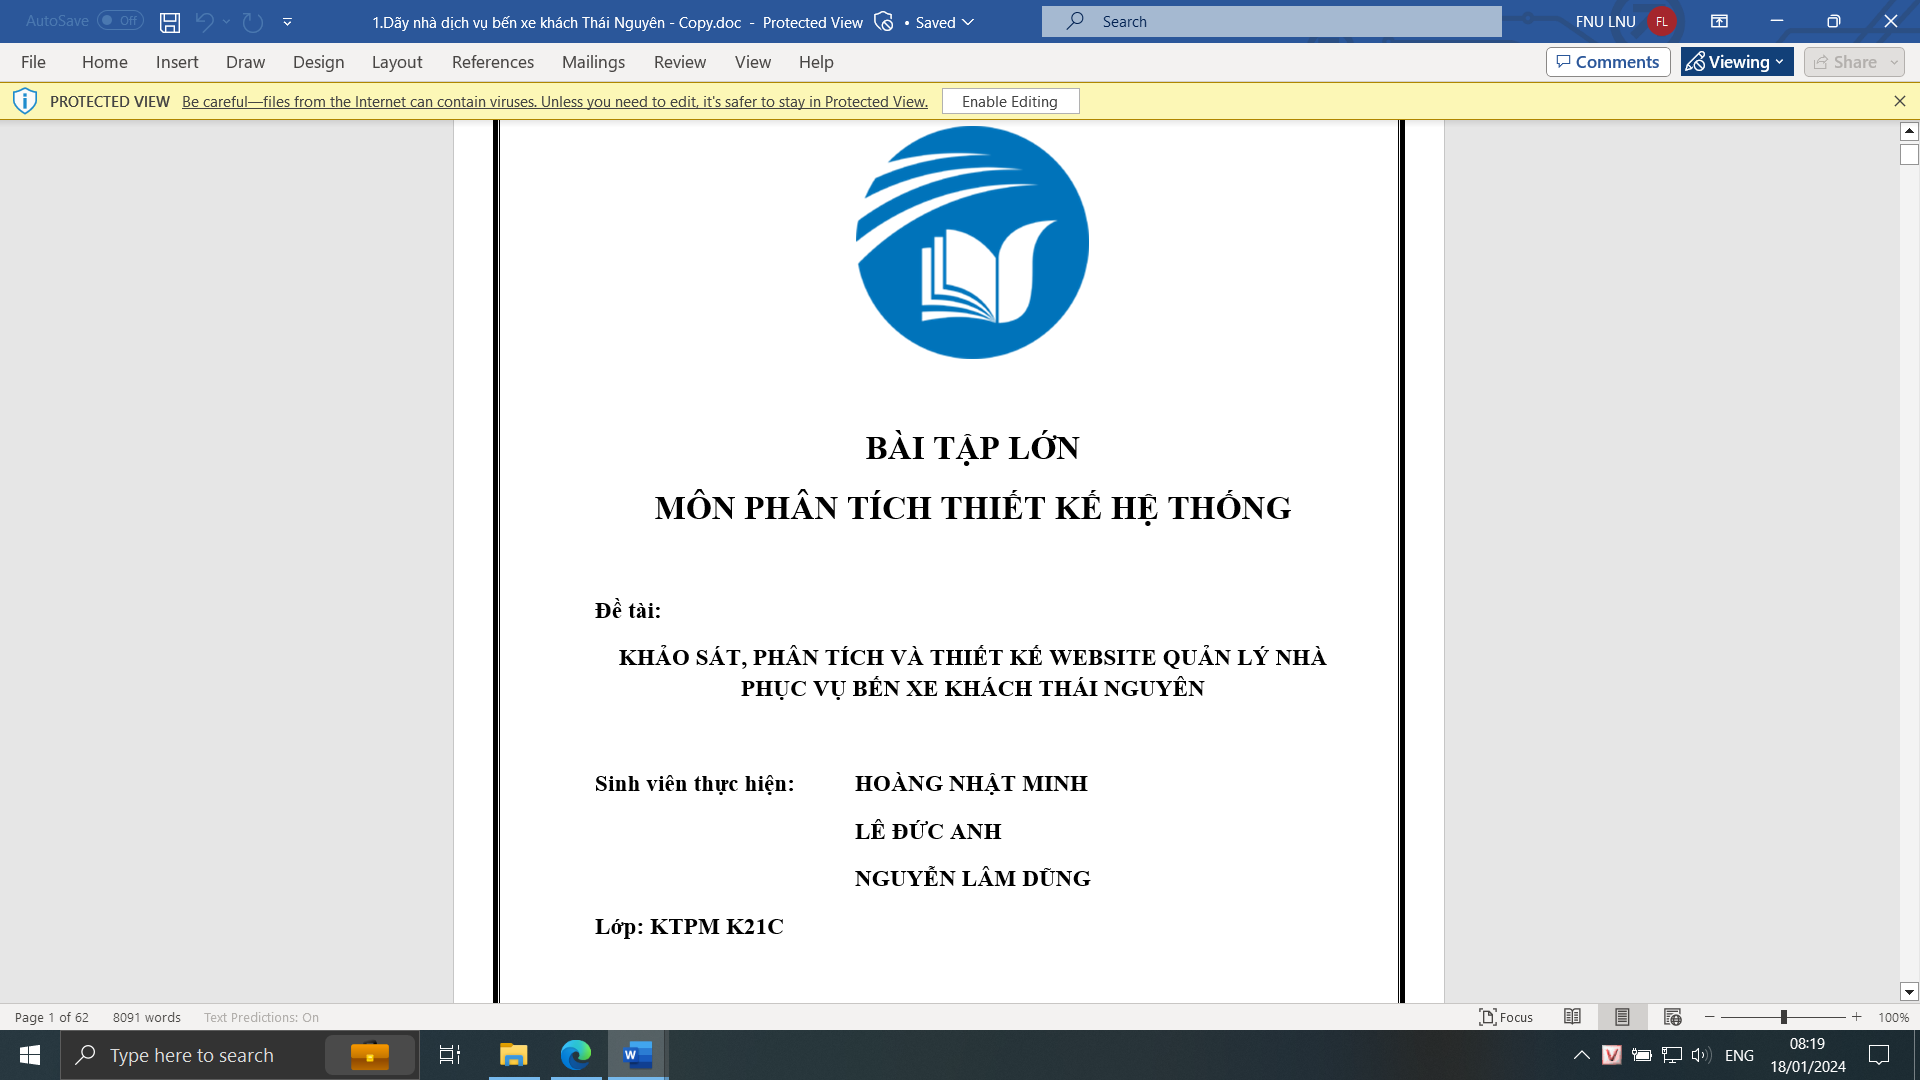 AutoSave Off 1.Dãy nhà dịch vụ bến xe khách Thái Nguyên - Copy.doc - Protected View • Saved Search FNU LNU FL
File Home Insert Draw Design Layout References Mailings Review View Help Comments Viewing Share
PROTECTED VIEW Be careful—files from the Internet can contain viruses. Unless you need to edit, it's safer to stay in Protected View. Enable Editing
BÀI TẬP LỚN
MÔN PHÂN TÍCH THIẾT KẾ HỆ THỐNG
Đề tài:
KHẢO SÁT, PHÂN TÍCH VÀ THIẾT KẾ WEBSITE QUẢN LÝ NHÀ
PHỤC VỤ BẾN XE KHÁCH THÁI NGUYÊN
Sinh viên thực hiện: HOÀNG NHẬT MINH
LÊ ĐỨC ANH
NGUYỄN LÂM DŨNG
Lớp: KTPM K21C
Page 1 of 62 8091 words Text Predictions: On Focus 100%
Type here to search ENG 08:19
18/01/2024